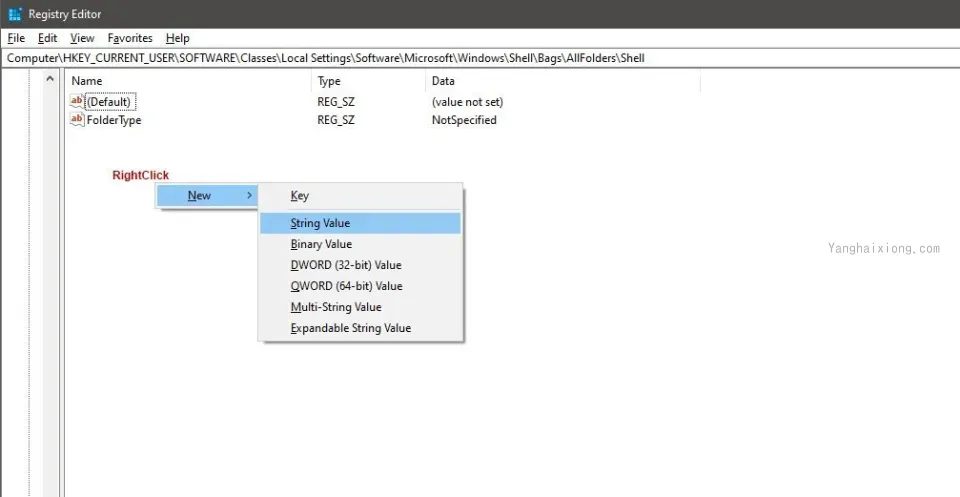 Registry Editor
File Edit View Favorites Help
Computer\HKEY_CURRENT_USER\SOFTWARE\Classes\Local Settings\Software\Microsoft\Windows\Shell\Bags\AllFolders\Shell
Name Type Data
ab (Default) REG_SZ (value not set)
ab FolderType REG_SZ NotSpecified
RightClick
New > Key
String Value
Binary Value
Yanghaixiong.com
DWORD (32-bit) Value
QWORD (64-bit) Value
Multi-String Value
Expandable String Value